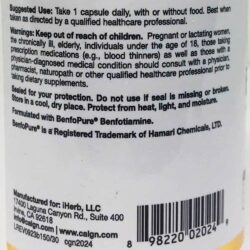 Suggested Use: Take 1 capsule daily, with or without food. Best when
taken as directed by a qualified healthcare professional.
Warnings: Keep out of reach of children. Pregnant or lactating women,
the chronically ill, elderly, individuals under the age of 18, those taking
prescription medications (e.g., blood thinners) as well as those with a
physician-diagnosed medical condition should consult with a physician,
pharmacist, naturopath or other qualified healthcare professional prior to
taking dietary supplements.
Sealed for your protection. Do not use if seal is missing or broken.
Store in a cool, dry place. Protect from heat, light, and moisture.
Formulated with BenfoPure® Benfotiamine.
BenfoPure® is a Registered Trademark of Hamari Chemicals, LTD.
Manufactured for: iHerb, LLC
17400 Laguna Canyon Rd., Suite 400
Irvine, CA 92618
www.calgn.com
LREV0923b150/30 cgn2024
8 98220 02024